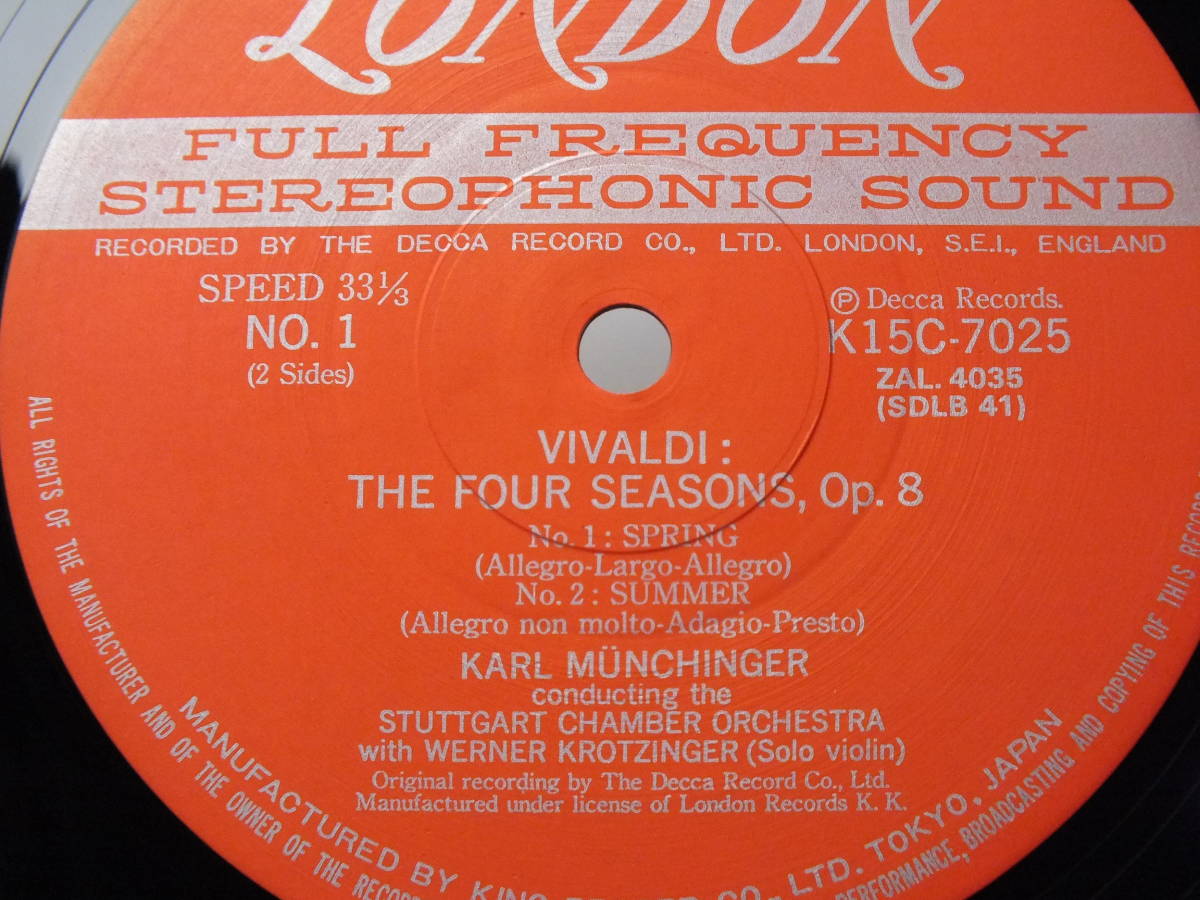 LONDON
FULL FREQUENCY
STEREOPHONIC SOUND
RECORDED BY THE DECCA RECORD CO., LTD. LONDON, S.E.I., ENGLAND
SPEED 33⅓
NO. 1
(2 Sides)
Ⓟ Decca Records.
K15C-7025
ZAL. 4035
(SDLB 41)
VIVALDI :
THE FOUR SEASONS, Op. 8
No. 1 : SPRING
(Allegro-Largo-Allegro)
No. 2 : SUMMER
(Allegro non molto-Adagio-Presto)
KARL MÜNCHINGER
conducting the
STUTTGART CHAMBER ORCHESTRA
with WERNER KROTZINGER (Solo violin)
Original recording by The Decca Record Co., Ltd.
Manufactured under license of London Records K. K.
MANUFACTURED BY KING RECORD CO., LTD. TOKYO, JAPAN
ALL RIGHTS OF THE MANUFACTURER AND OF THE OWNER OF THE RECOR
PERFORMANCE, BROADCASTING AND COPYING OF THIS RECORD